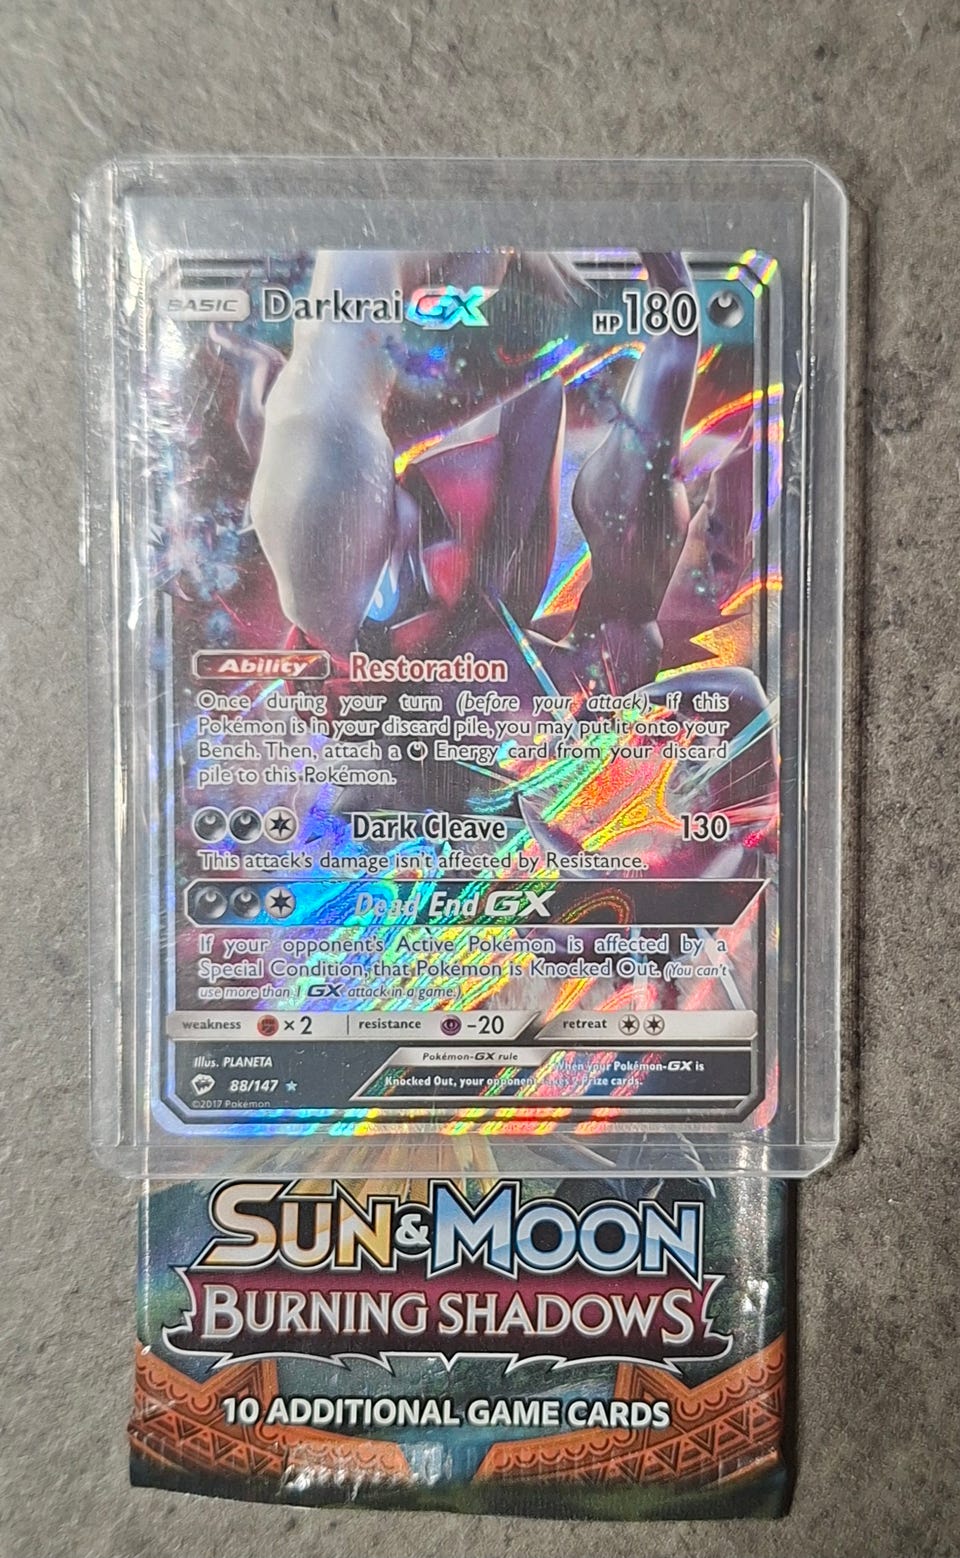 BASIC Darkrai GX HP 180
Ability Restoration
Once during your turn (before your attack), if this
Pokémon is in your discard pile, you may put it onto your
Bench. Then, attach a Energy card from your discard
pile to this Pokémon.
Dark Cleave 130
This attack's damage isn't affected by Resistance.
Dead End GX
If your opponent's Active Pokémon is affected by a
Special Condition, that Pokémon is Knocked Out. (You can't
use more than 1 GX attack in a game.)
weakness ×2 resistance -20 retreat
Illus. PLANETA
Pokémon-GX rule
When your Pokémon-GX is
Knocked Out, your opponent takes 2 Prize cards.
88/147
©2017 Pokémon
SUN & MOON
BURNING SHADOWS
10 ADDITIONAL GAME CARDS